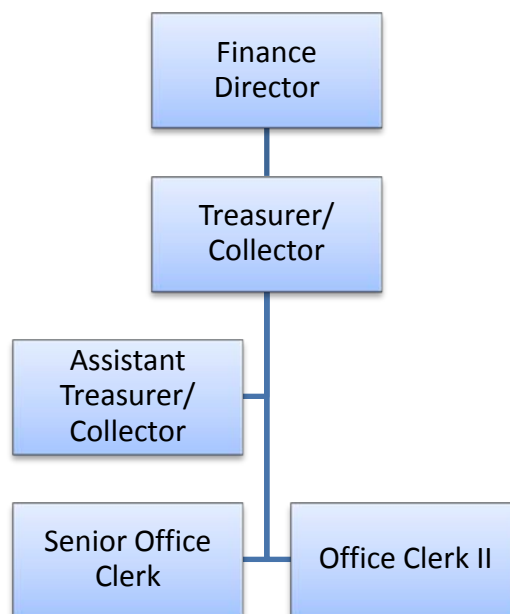 Finance
Director
Treasurer/
Collector
Assistant
Treasurer/
Collector
Senior Office
Clerk
Office Clerk II